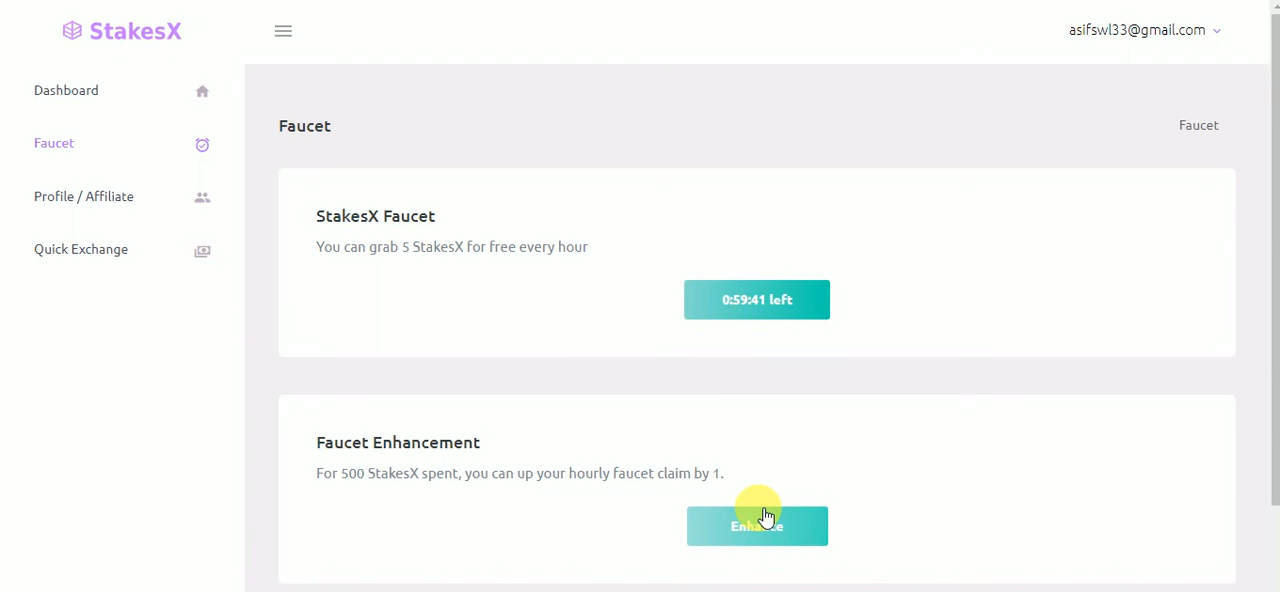 StakesX
asifswl33@gmail.com
Dashboard
Faucet
Profile / Affiliate
Quick Exchange
Faucet
Faucet
StakesX Faucet
You can grab 5 StakesX for free every hour
0:59:41 left
Faucet Enhancement
For 500 StakesX spent, you can up your hourly faucet claim by 1.
Enhance